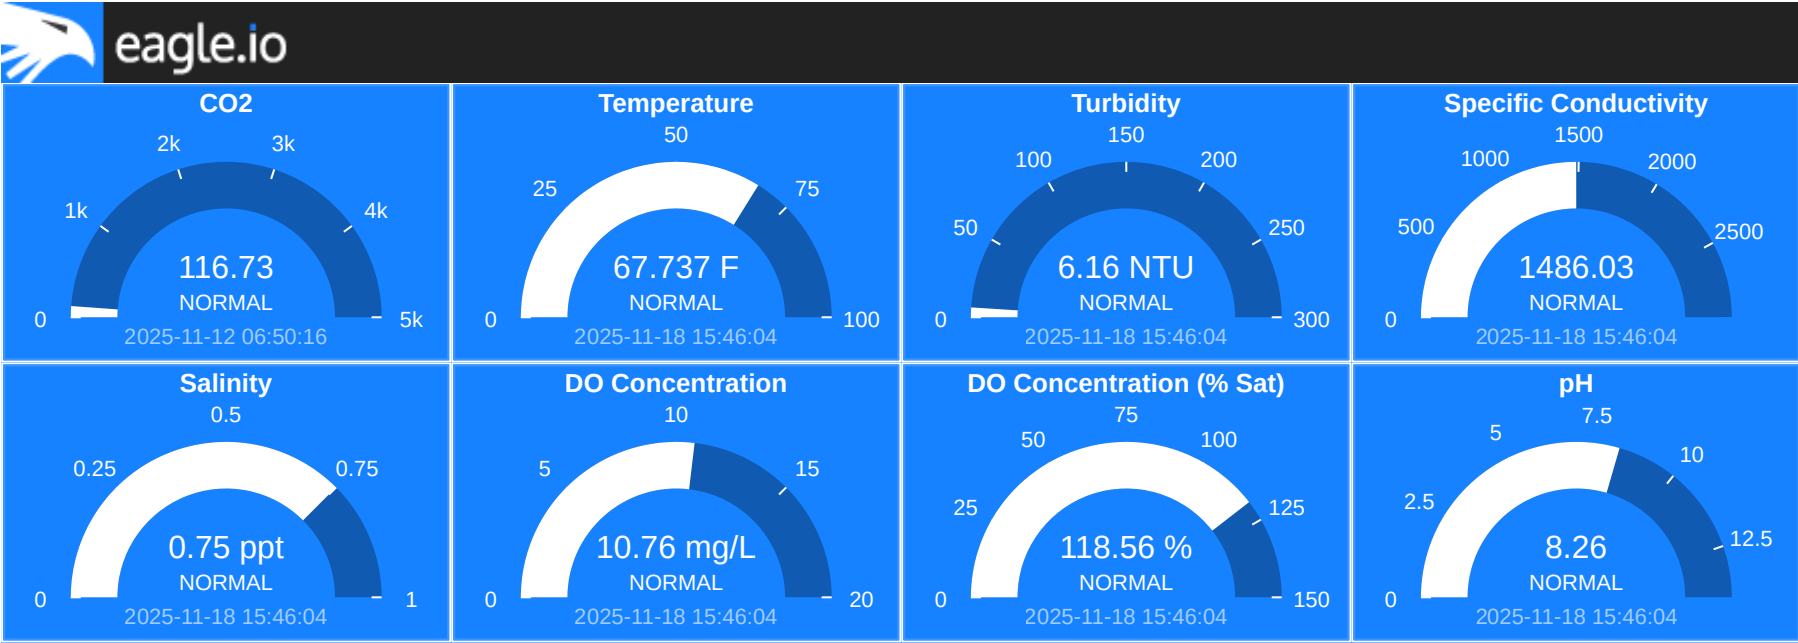 eagle.io
CO2
2k
3k
1k
4k
116.73
NORMAL
0
5k
2025-11-12 06:50:16
Temperature
50
25
75
67.737 F
NORMAL
0
100
2025-11-18 15:46:04
Turbidity
150
100
200
50
250
6.16 NTU
NORMAL
0
300
2025-11-18 15:46:04
Specific Conductivity
1500
1000
2000
500
2500
1486.03
NORMAL
0
2025-11-18 15:46:04
Salinity
0.5
0.25
0.75
0.75 ppt
NORMAL
0
1
2025-11-18 15:46:04
DO Concentration
10
5
15
10.76 mg/L
NORMAL
0
20
2025-11-18 15:46:04
DO Concentration (% Sat)
75
50
100
25
125
118.56 %
NORMAL
0
150
2025-11-18 15:46:04
pH
7.5
5
10
2.5
12.5
8.26
NORMAL
0
2025-11-18 15:46:04